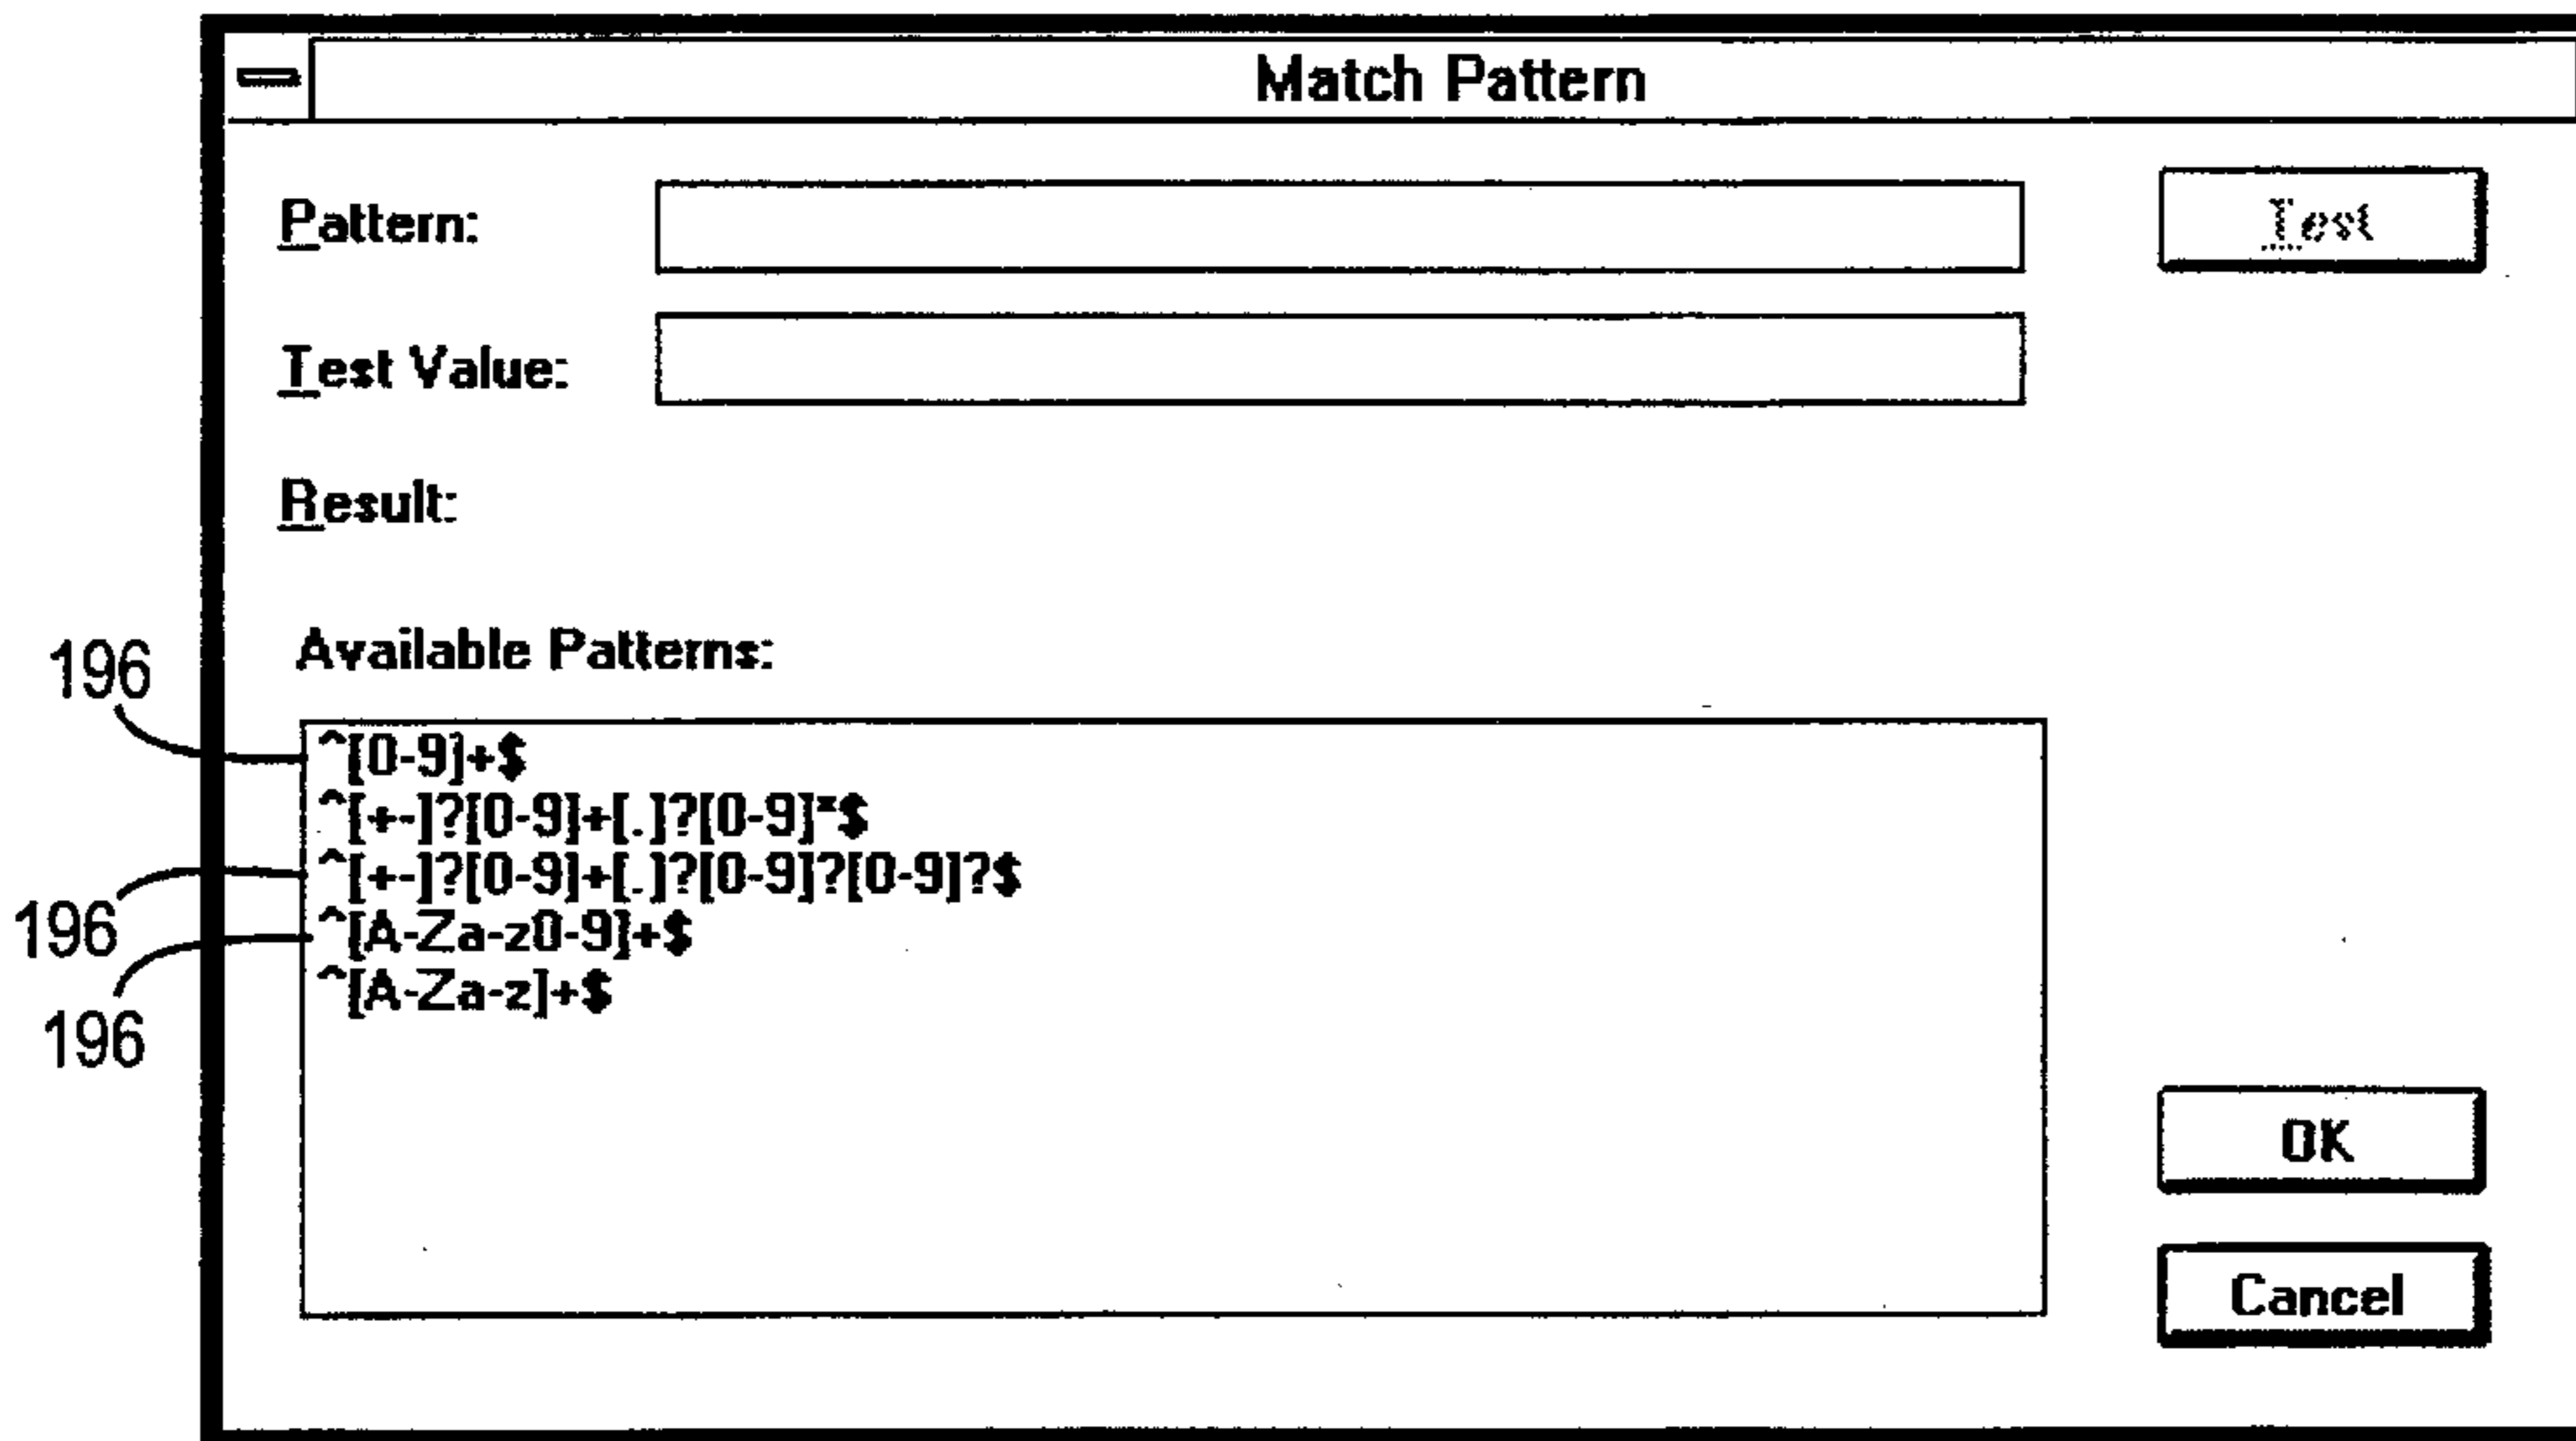 Match Pattern
Pattern:
Test
Test Value:
Result:
Available Patterns:
196
^[0-9]+$
^[+-]?[0-9]+[.]?[0-9]*$
^[+-]?[0-9]+[.]?[0-9]?[0-9]?$
196
^[A-Za-z0-9]+$
196
^[A-Za-z]+$
OK
Cancel